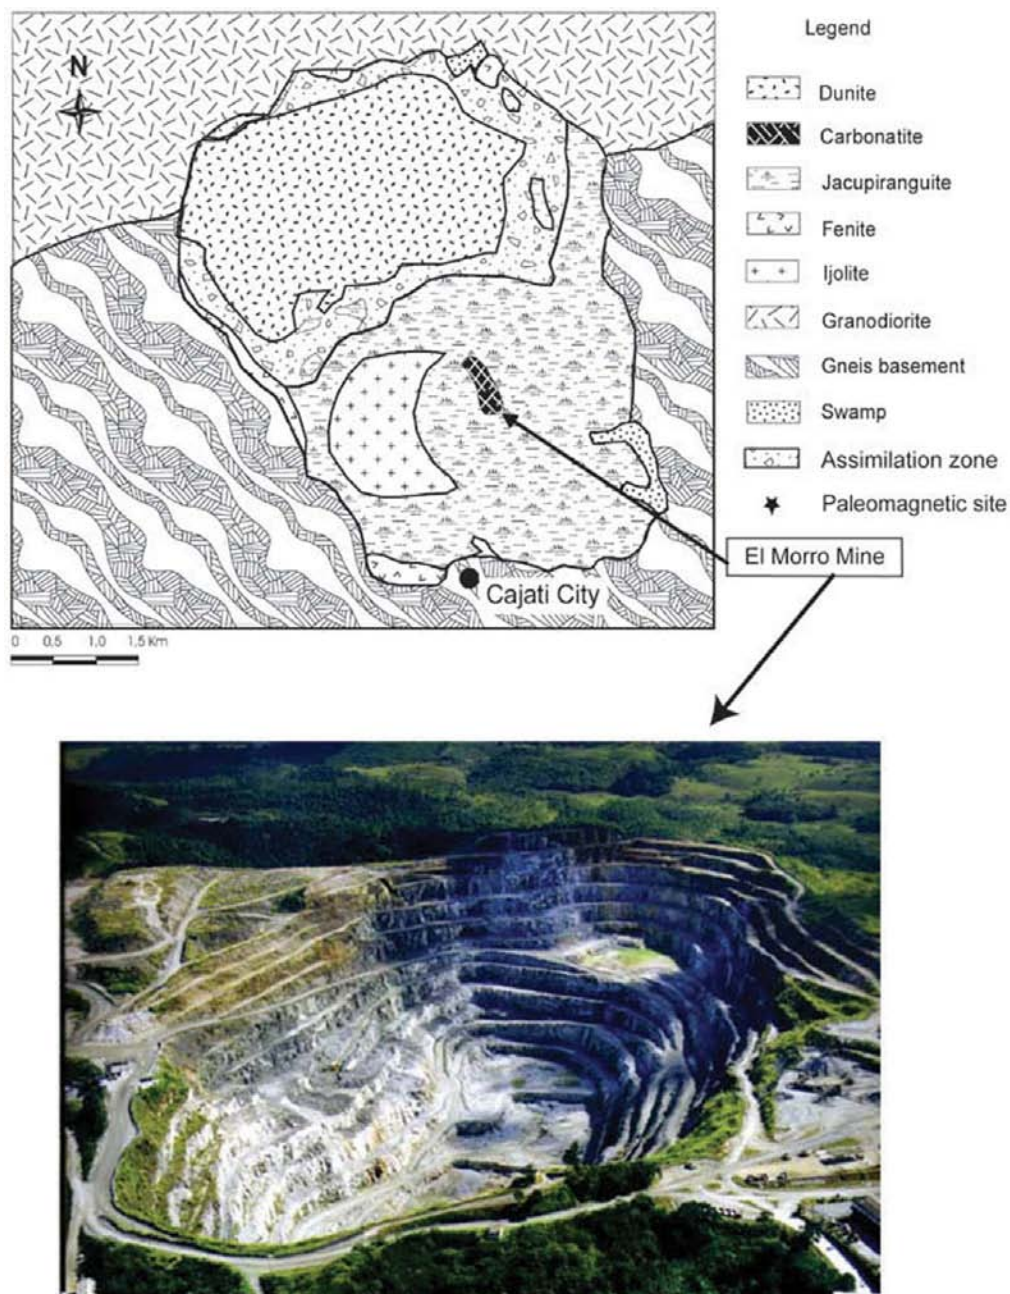 N
Legend
Dunite
Carbonatite
Jacupiranguite
Fenite
Ijolite
Granodiorite
Gneis basement
Swamp
Assimilation zone
Paleomagnetic site
El Morro Mine
Cajati City
0 0,5 1,0 1,5 Km